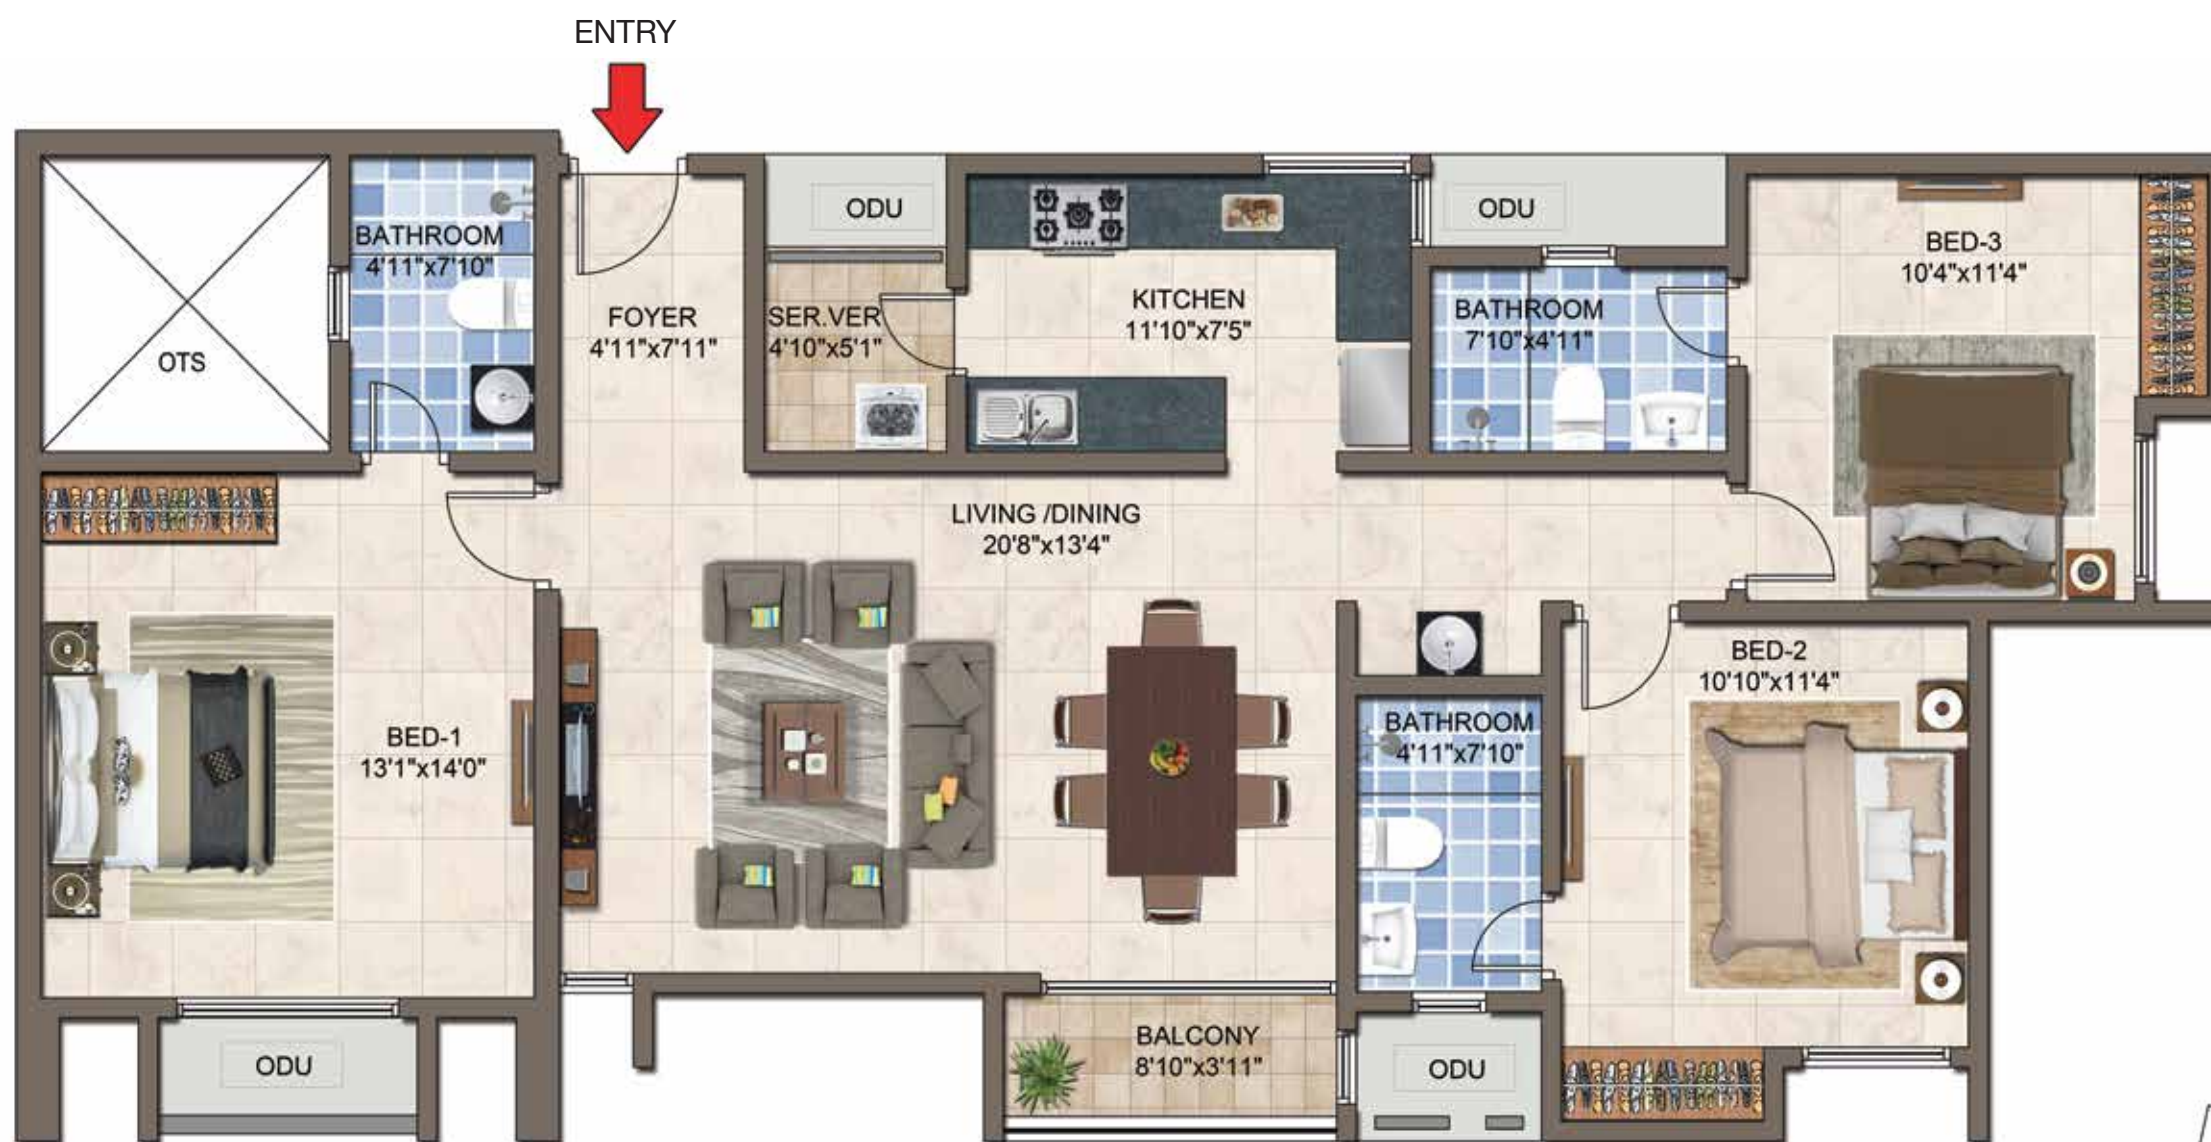 ENTRY
ODU
ODU
BATHROOM
4'11"x7'10"
BED-3
10'4"x11'4"
OTS
FOYER
4'11"x7'11"
SER.VER
4'10"x5'1"
KITCHEN
11'10"x7'5"
BATHROOM
7'10"x4'11"
LIVING /DINING
20'8"x13'4"
BED-1
13'1"x14'0"
BATHROOM
4'11"x7'10"
BED-2
10'10"x11'4"
ODU
BALCONY
8'10"x3'11"
ODU